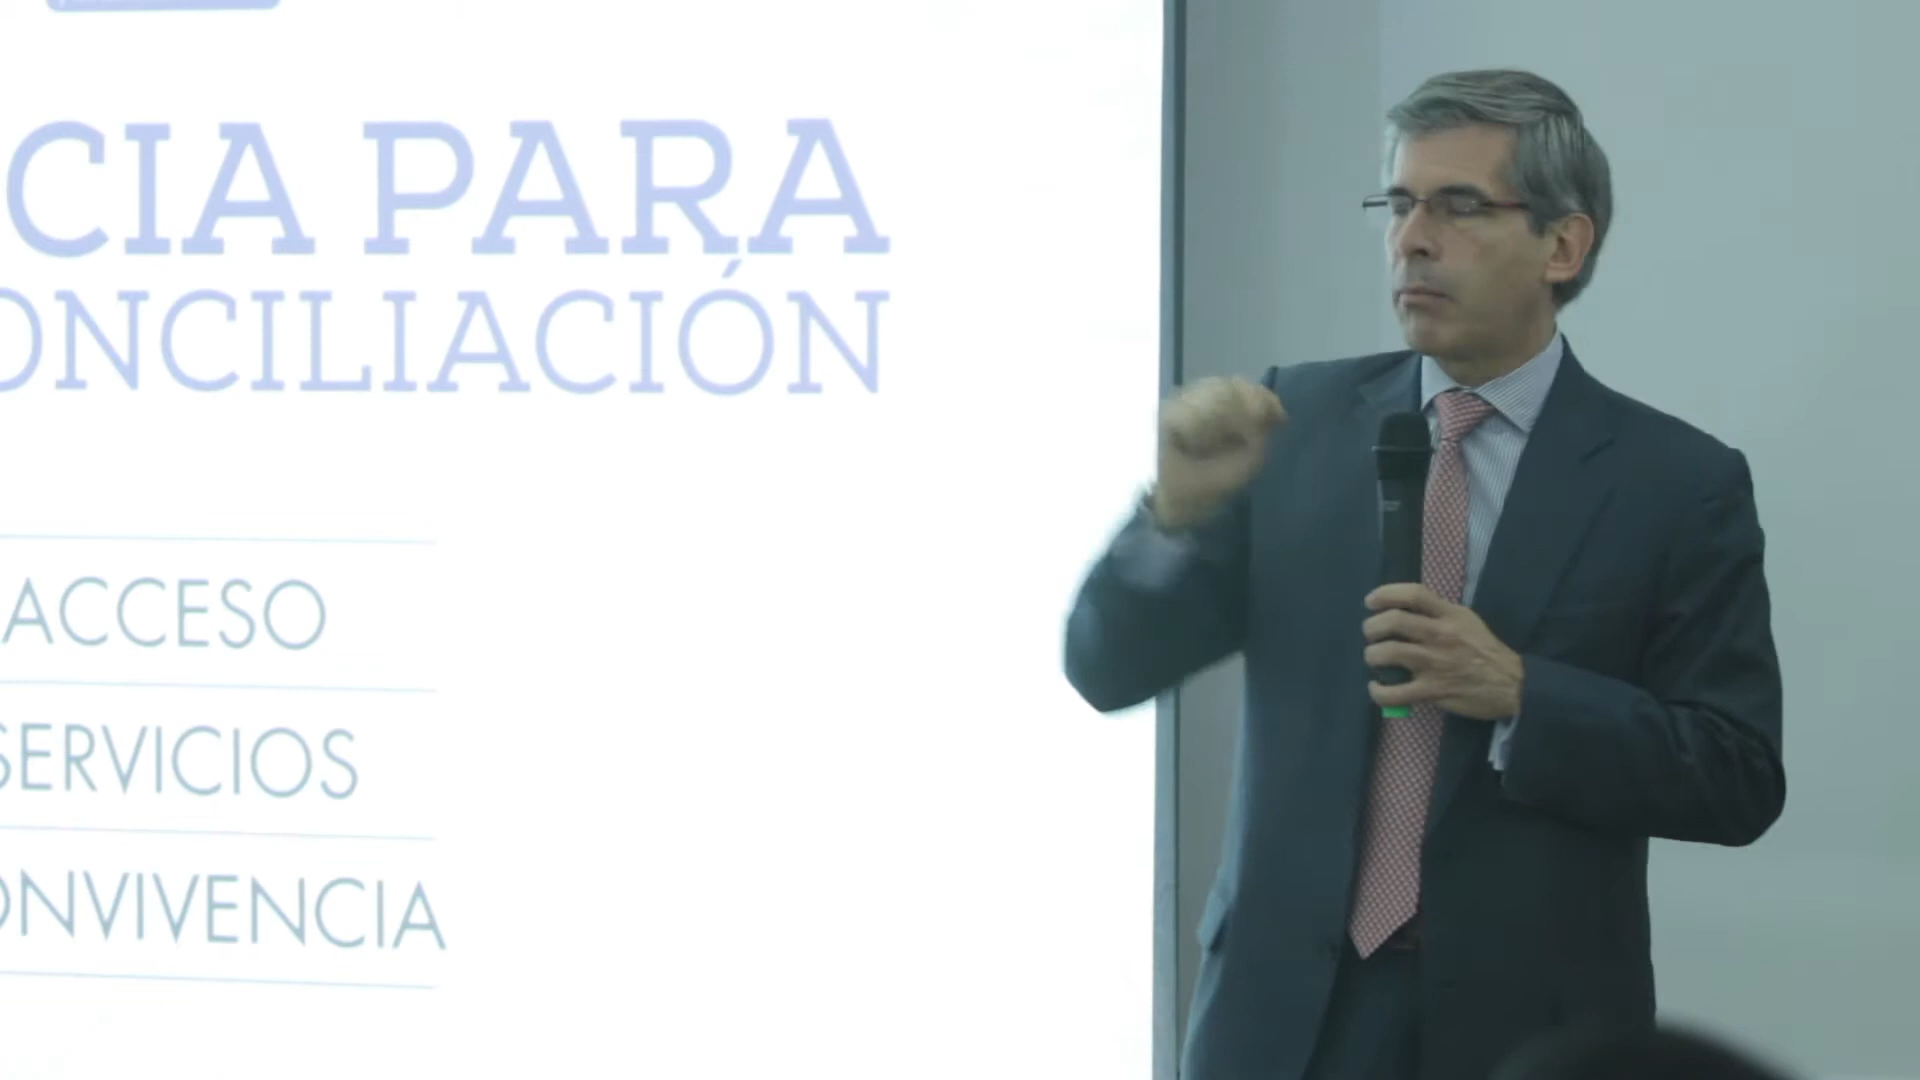 CIA PARA
ONCILIACIÓN
ACCESO
SERVICIOS
ONVIVENCIA